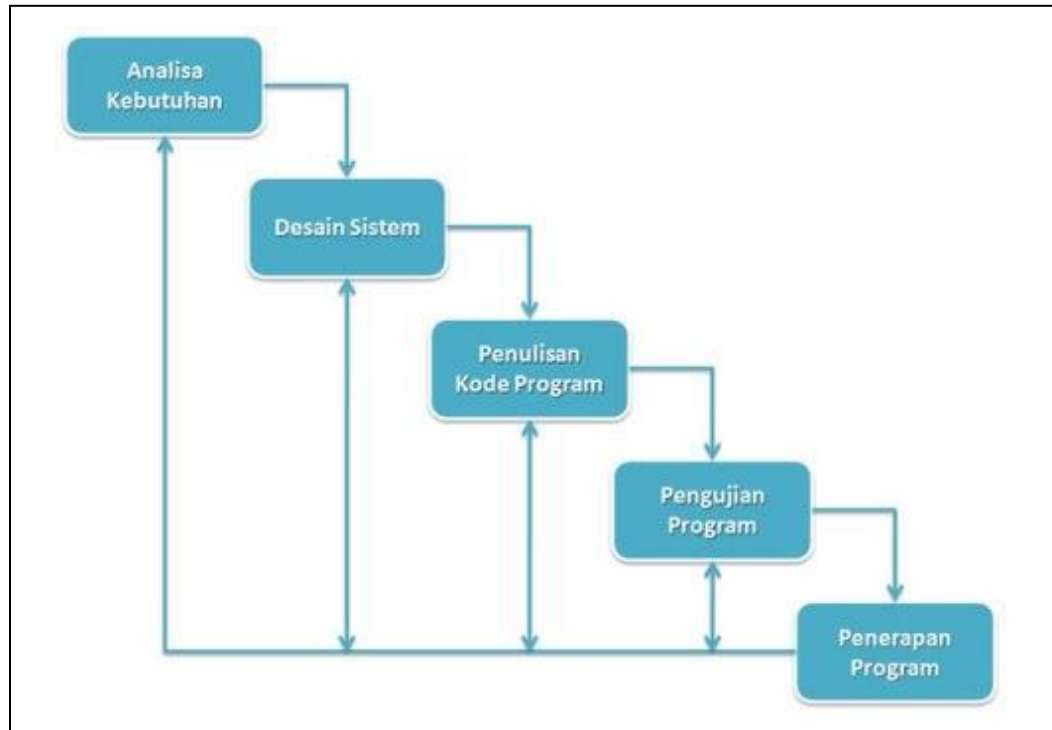 Analisa
Kebutuhan
Desain Sistem
Penulisan
Kode Program
Pengujian
Program
Penerapan
Program